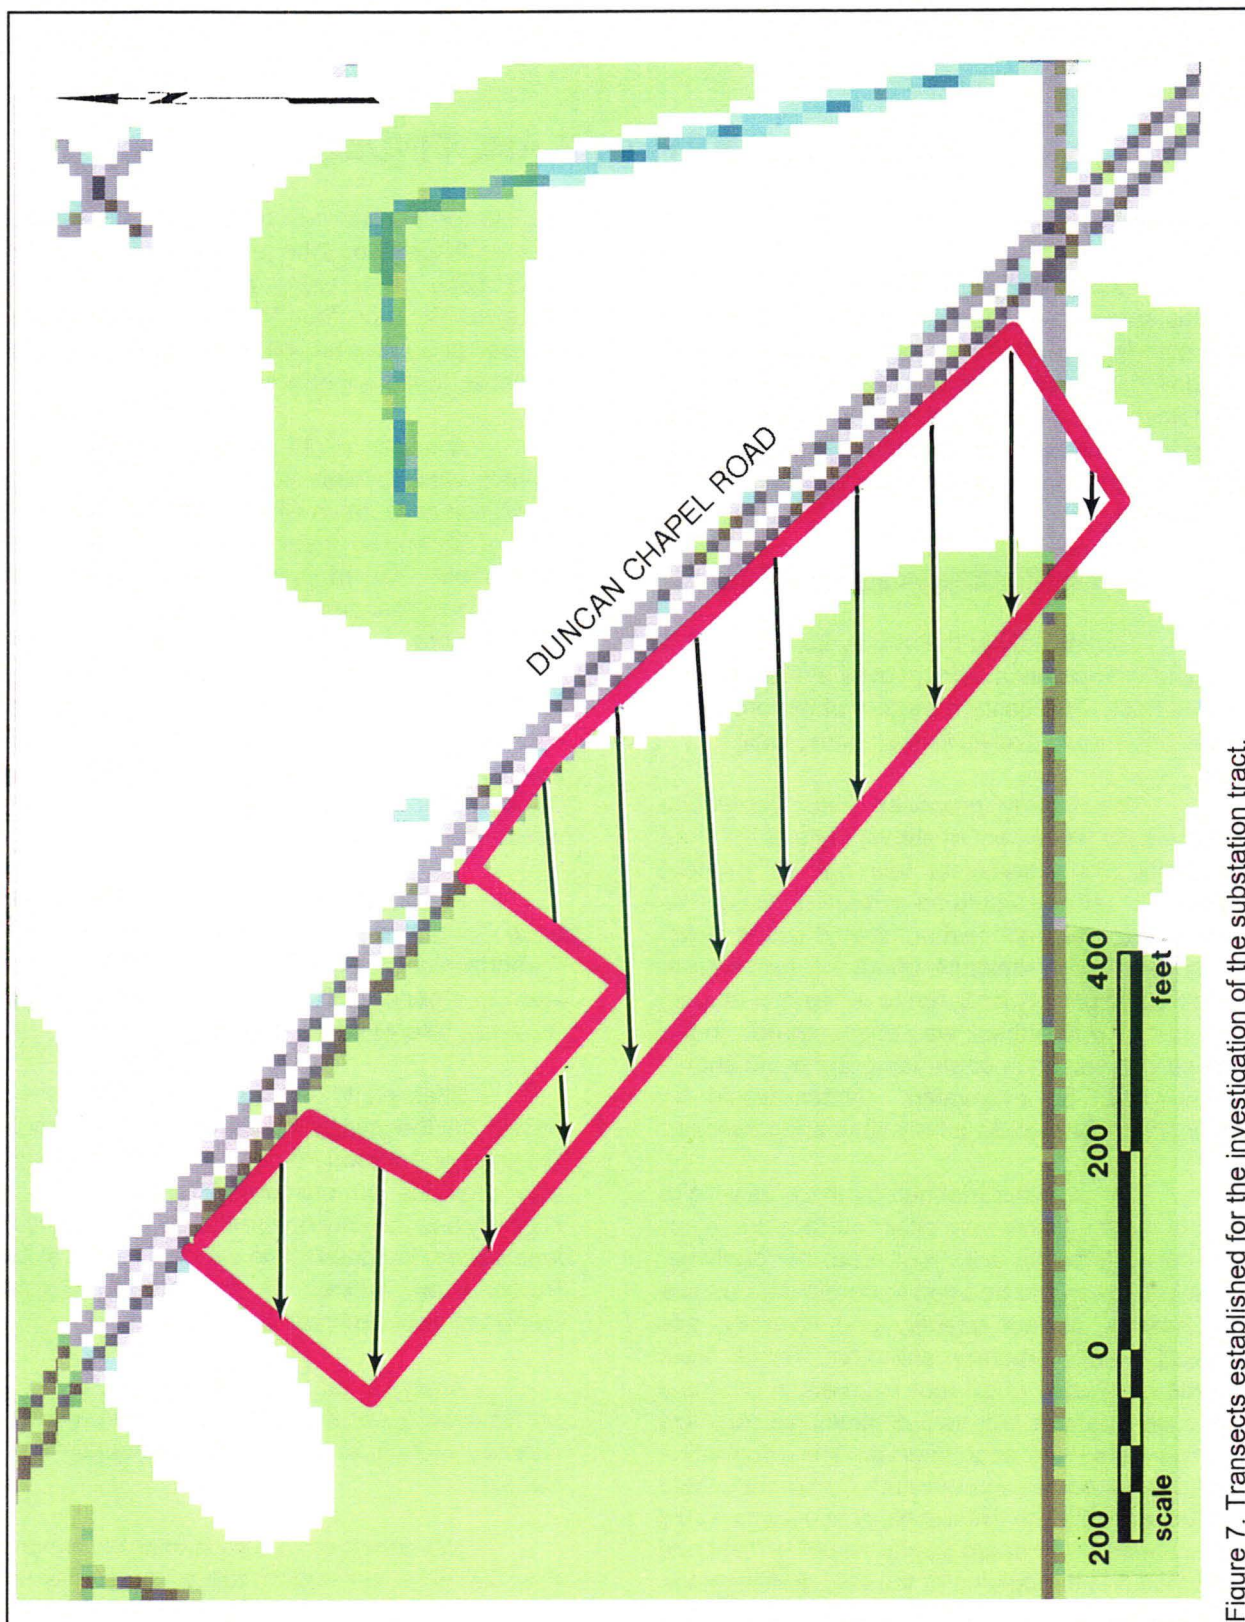 N
DUNCAN CHAPEL ROAD
200 0 200 400
scale feet
Figure 7. Transects established for the investigation of the substation tract.